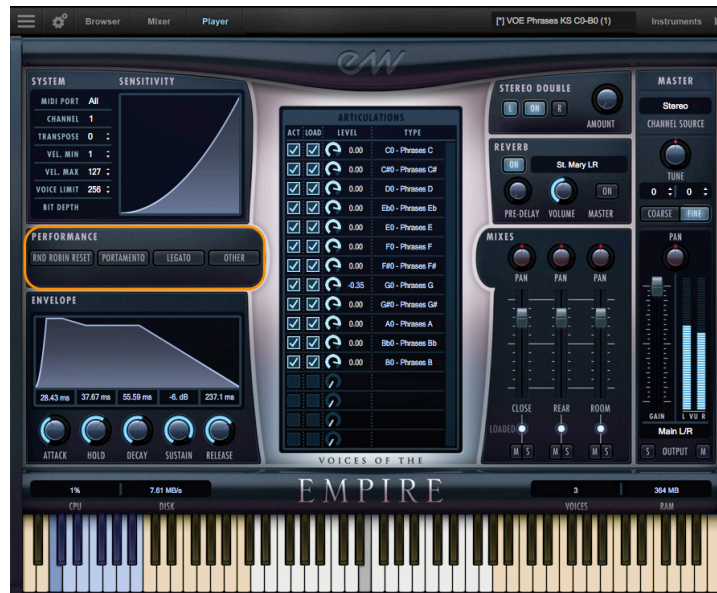 Browser Mixer Player [*] VOE Phrases KS C0-B0 (1) Instruments
EW
SYSTEM
MIDI PORT All
CHANNEL 1
TRANSPOSE 0
VEL. MIN 1
VEL. MAX 127
VOICE LIMIT 256
BIT DEPTH
SENSITIVITY
PERFORMANCE
RND ROBIN RESET PORTAMENTO LEGATO OTHER
ENVELOPE
28.43 ms 37.67 ms 55.59 ms -6. dB 237.1 ms
ATTACK HOLD DECAY SUSTAIN RELEASE
ARTICULATIONS
ACT LOAD LEVEL TYPE
0.00 C0 - Phrases C
0.00 C#0 - Phrases C#
0.00 D0 - Phrases D
0.00 Eb0 - Phrases Eb
0.00 E0 - Phrases E
0.00 F0 - Phrases F
0.00 F#0 - Phrases F#
-0.35 G0 - Phrases G
0.00 G#0 - Phrases G#
0.00 A0 - Phrases A
0.00 Bb0 - Phrases Bb
0.00 B0 - Phrases B
VOICES OF THE
EMPIRE
STEREO DOUBLE
L ON R
AMOUNT
REVERB
ON St. Mary LR
ON
PRE-DELAY VOLUME MASTER
MIXES
PAN PAN PAN
CLOSE REAR ROOM
LOADED
M S M S M S
MASTER
Stereo
CHANNEL SOURCE
TUNE
0 0
COARSE FINE
PAN
GAIN L VU R
Main L/R
S OUTPUT M
1% 7.61 MB/s
CPU DISK
3 364 MB
VOICES RAM